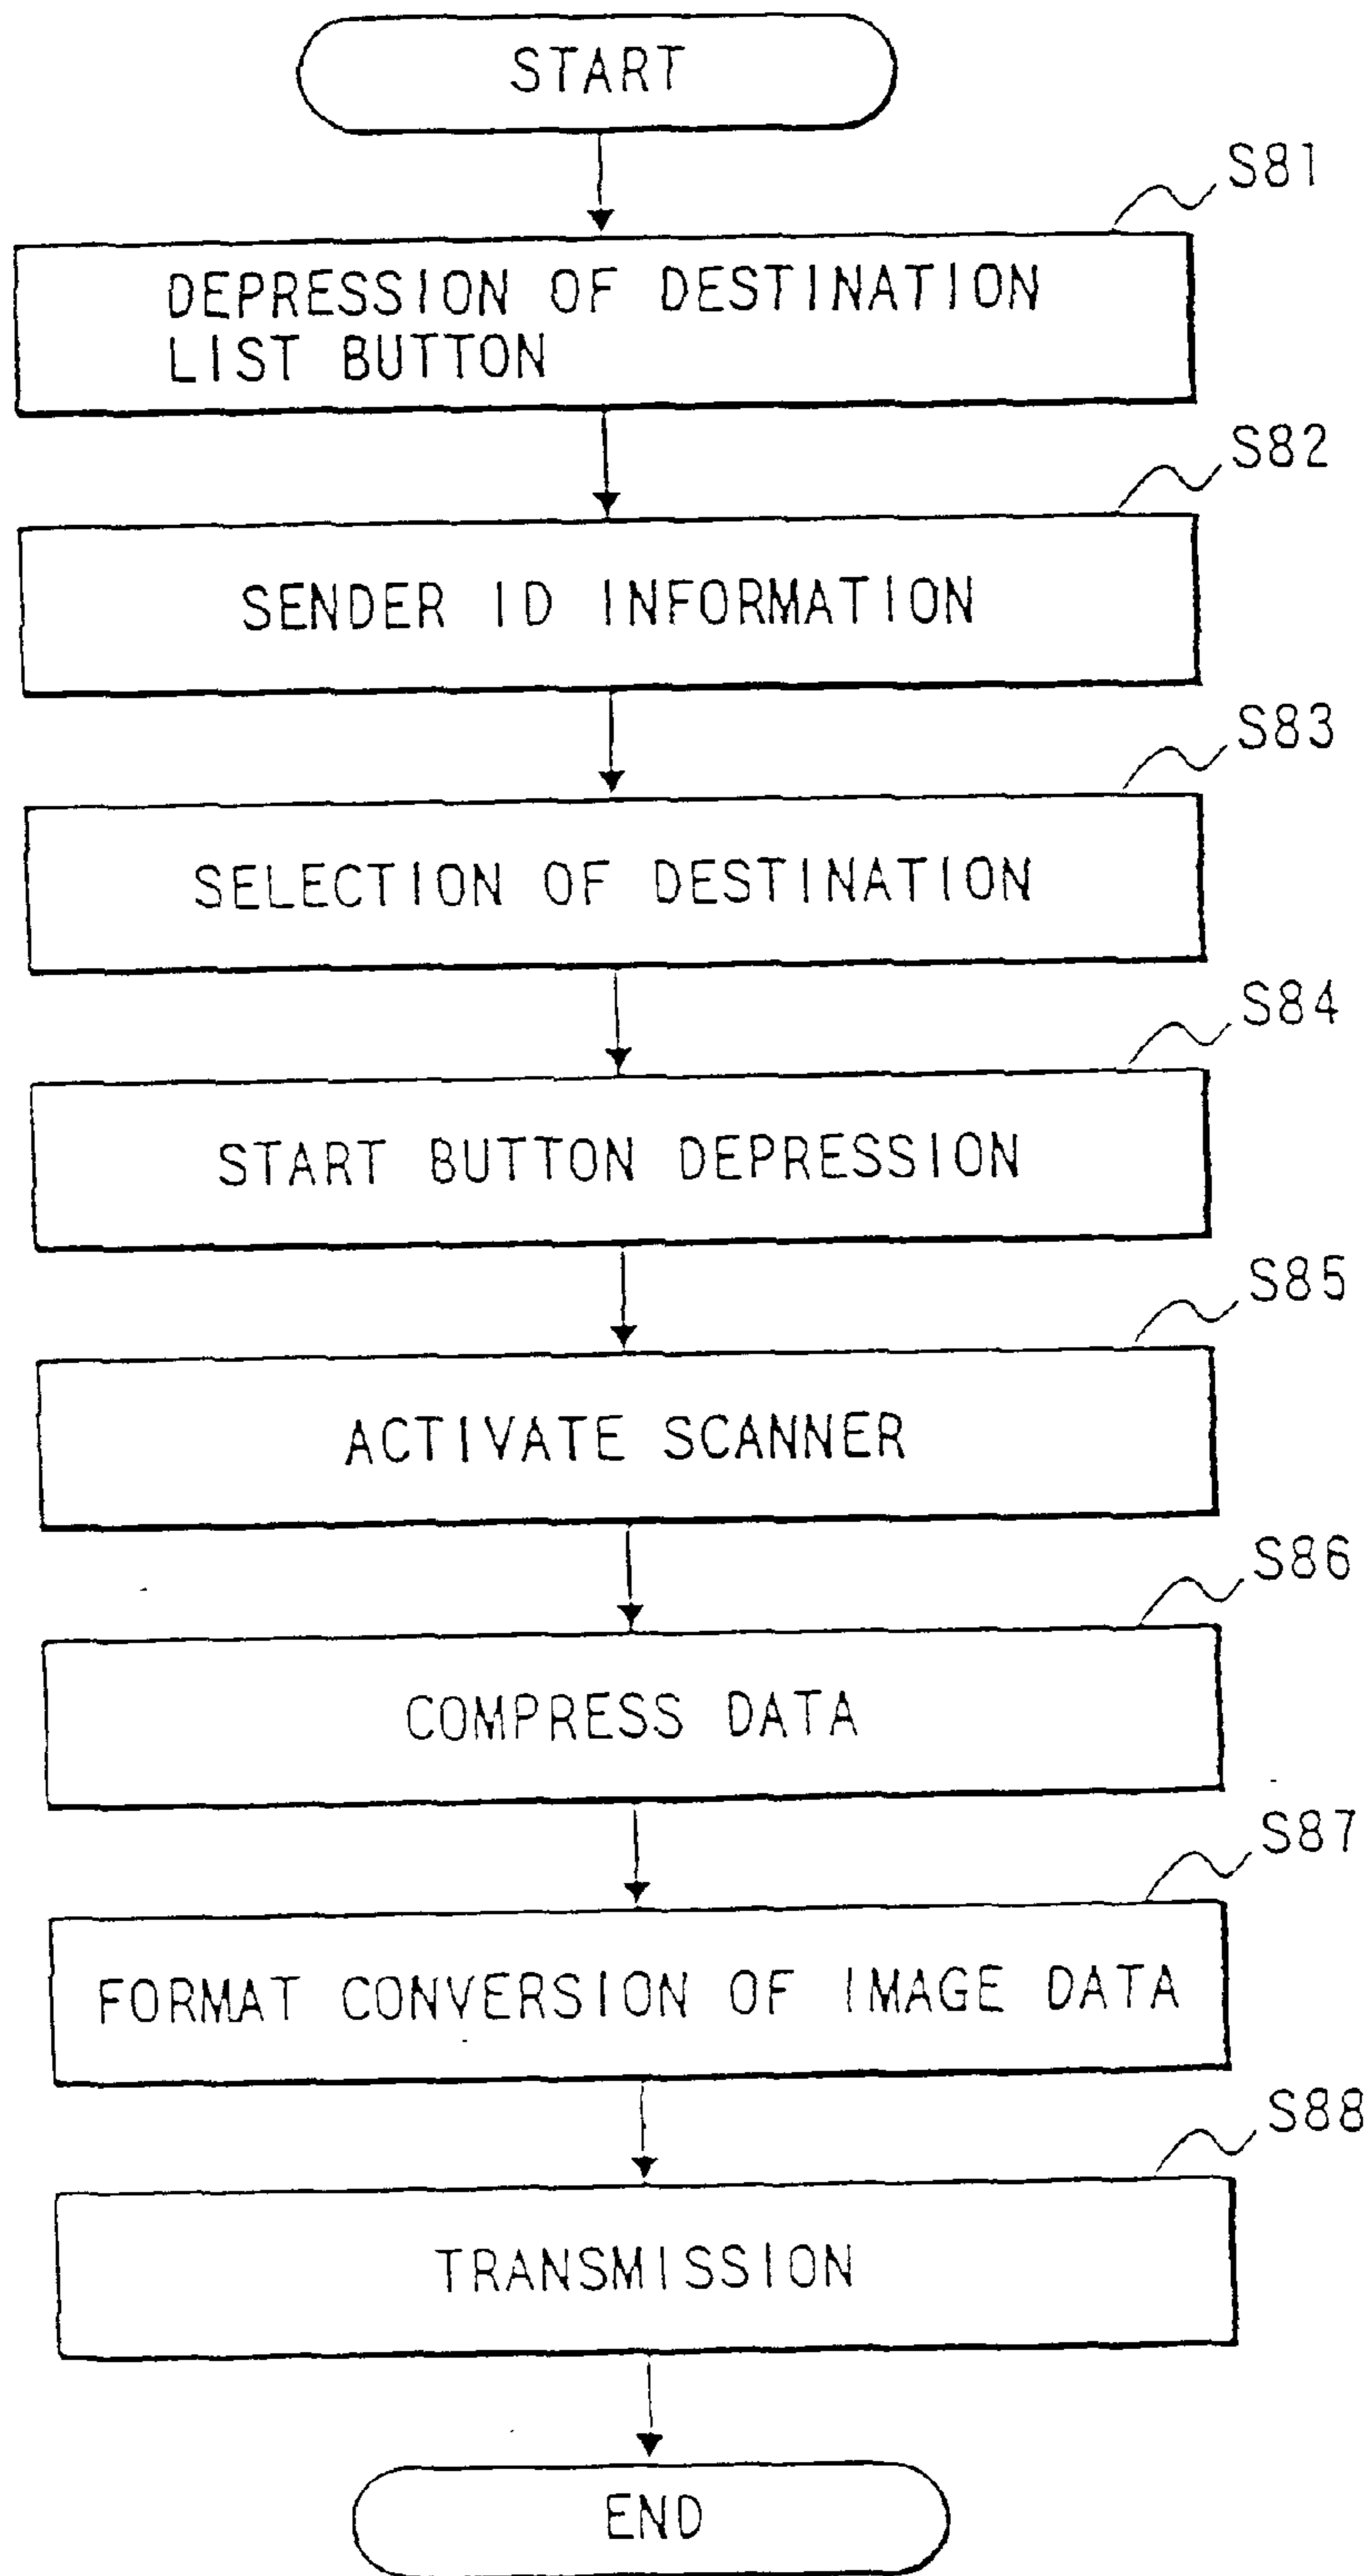 START
S81
DEPRESSION OF DESTINATION
LIST BUTTON
S82
SENDER ID INFORMATION
S83
SELECTION OF DESTINATION
S84
START BUTTON DEPRESSION
S85
ACTIVATE SCANNER
S86
COMPRESS DATA
S87
FORMAT CONVERSION OF IMAGE DATA
S88
TRANSMISSION
END